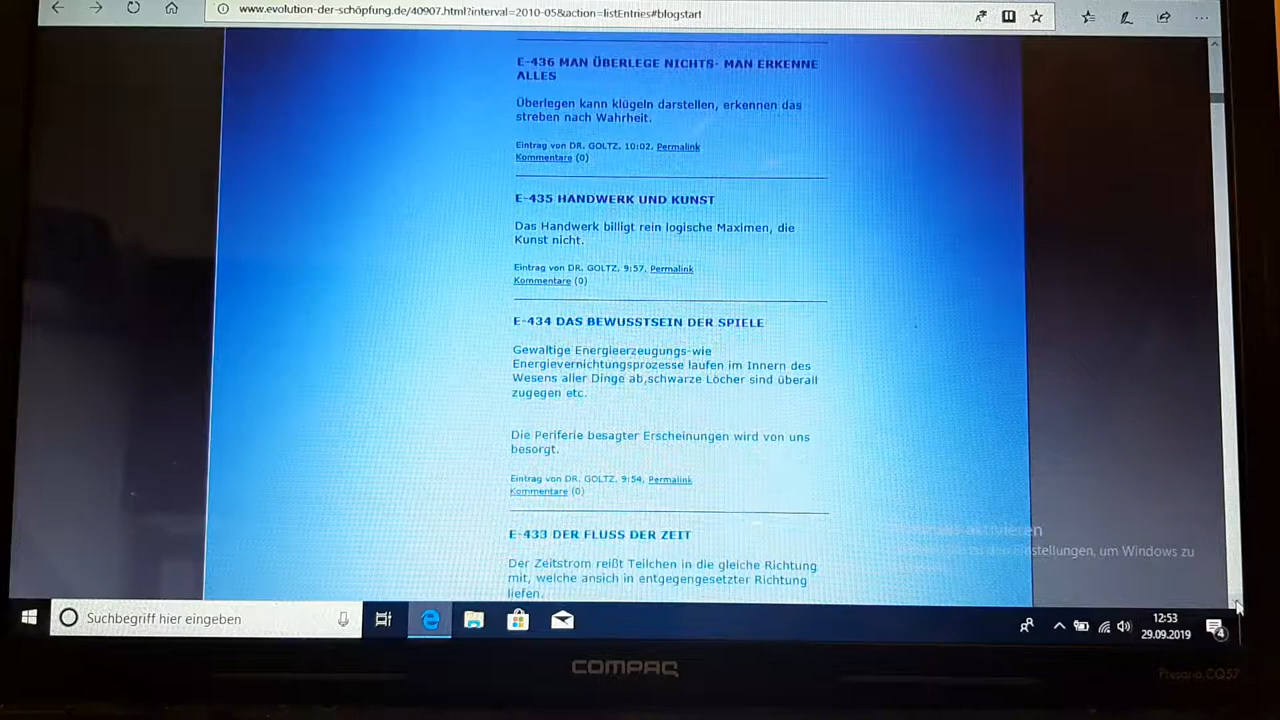 www.evolution-der-schöpfung.de/40907.html?interval=2010-05&action=listEntries#blogstart
E-436 MAN ÜBERLEGE NICHTS- MAN ERKENNE
ALLES
Überlegen kann klügeln darstellen, erkennen das
streben nach Wahrheit.
Eintrag von DR. GOLTZ, 10:02, Permalink
Kommentare (0)
E-435 HANDWERK UND KUNST
Das Handwerk billigt rein logische Maximen, die
Kunst nicht.
Eintrag von DR. GOLTZ, 9:57, Permalink
Kommentare (0)
E-434 DAS BEWUSSTSEIN DER SPIELE
Gewaltige Energieerzeugungs-wie
Energievernichtungsprozesse laufen im Innern des
Wesens aller Dinge ab,schwarze Löcher sind überall
zugegen etc.
Die Periferie besagter Erscheinungen wird von uns
besorgt.
Eintrag von DR. GOLTZ, 9:54, Permalink
Kommentare (0)
E-433 DER FLUSS DER ZEIT
Der Zeitstrom reißt Teilchen in die gleiche Richtung
mit, welche ansich in entgegengesetzter Richtung
liefen.
aktivieren
Einstellungen, um Windows zu
Suchbegriff hier eingeben
12:53
29.09.2019
4
COMPAQ
Presario CQ57